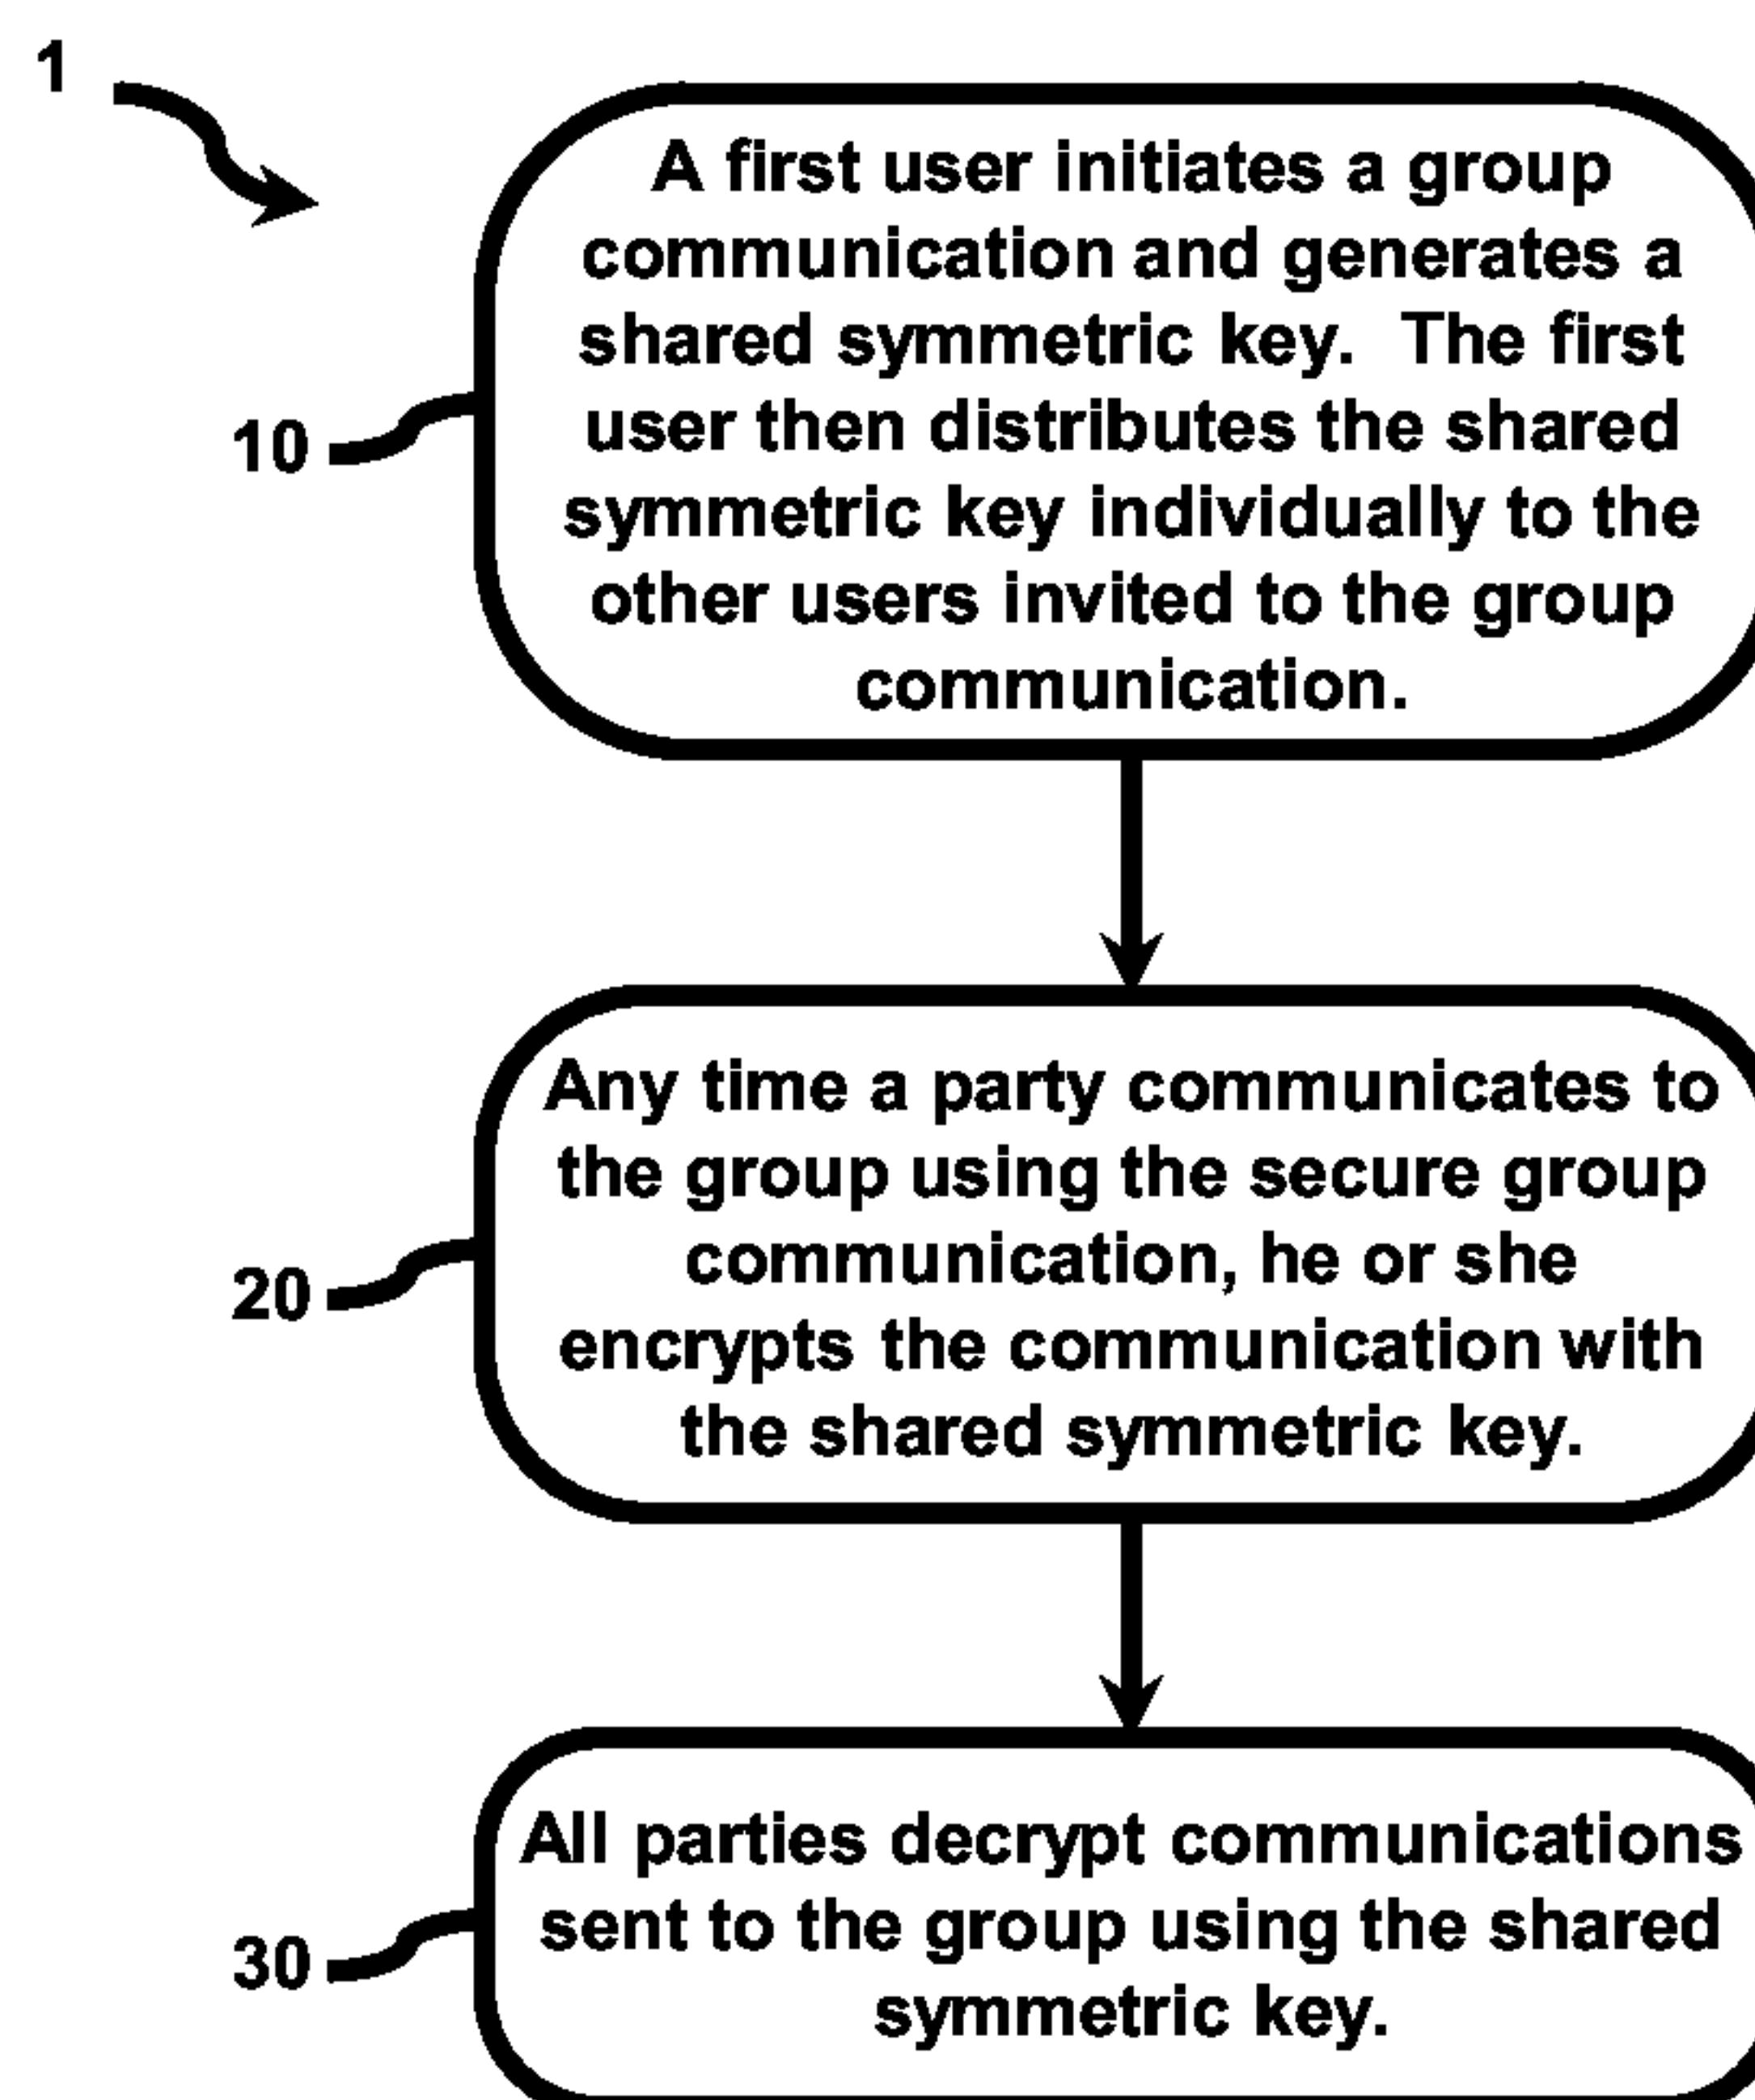 1
A first user initiates a group
communication and generates a
shared symmetric key. The first
user then distributes the shared
symmetric key individually to the
other users invited to the group
communication.
10
Any time a party communicates to
the group using the secure group
communication, he or she
encrypts the communication with
the shared symmetric key.
20
All parties decrypt communications
sent to the group using the shared
symmetric key.
30